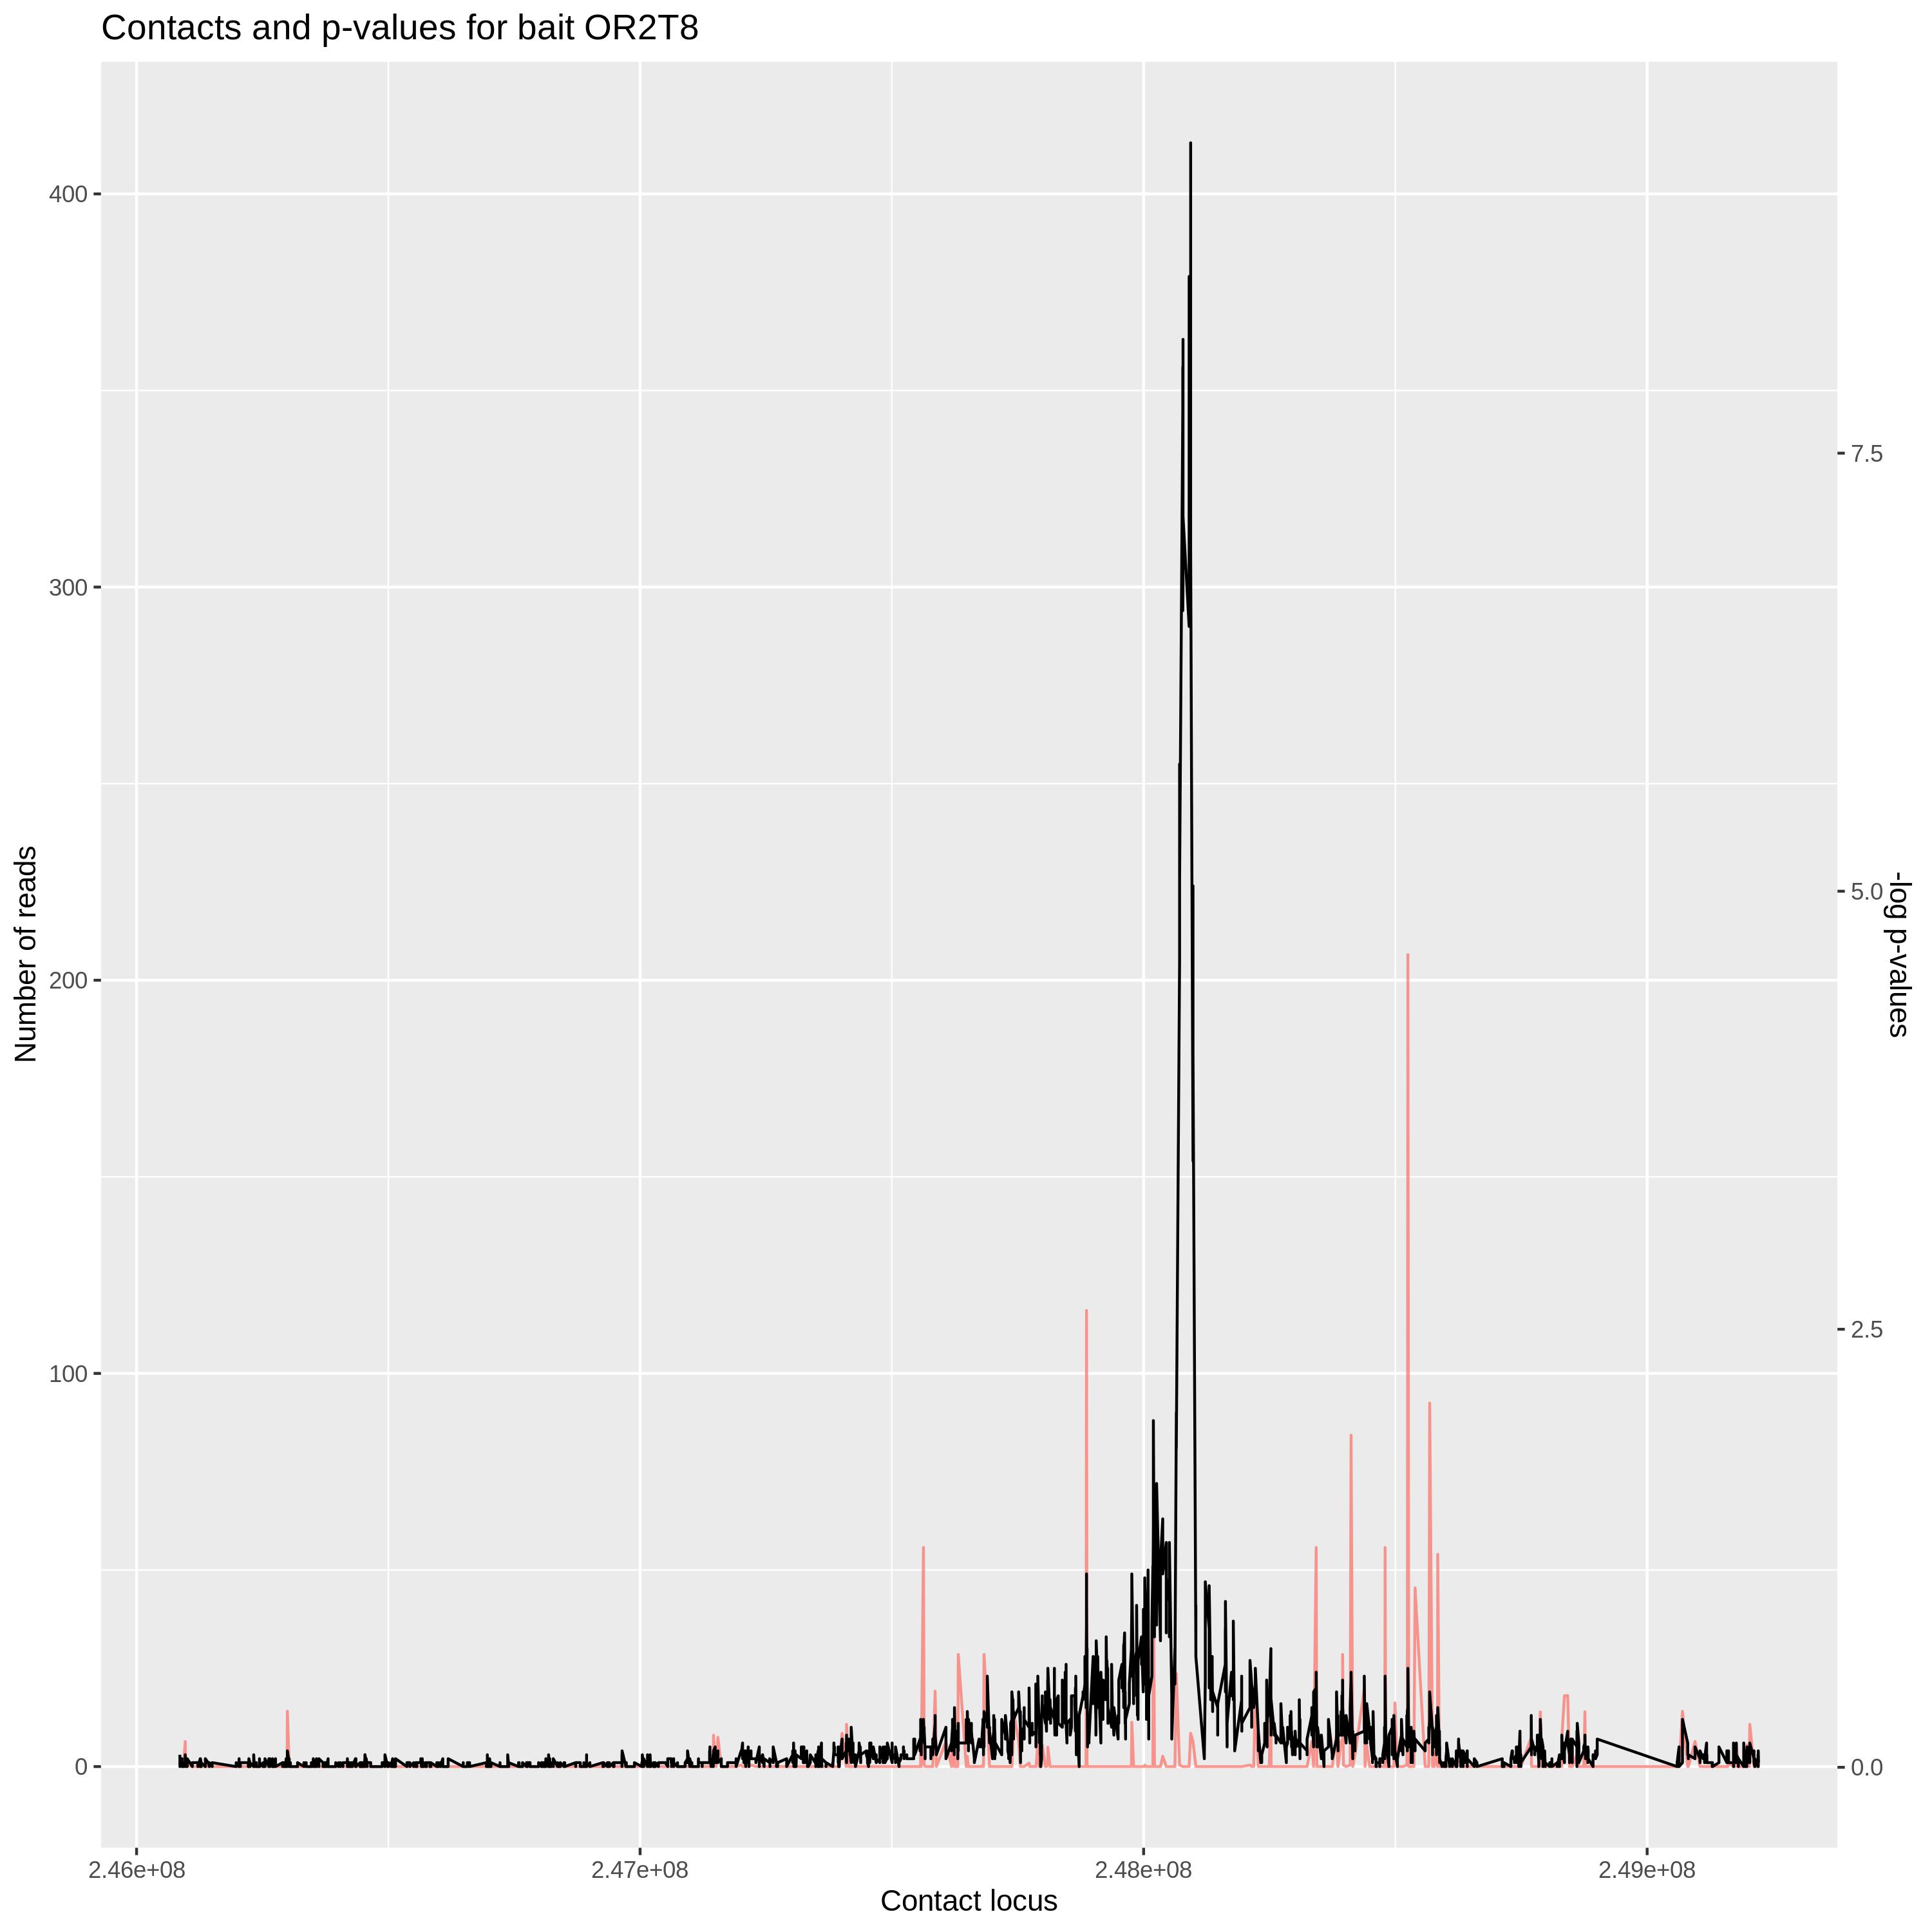 Contacts and p-values for bait OR2T8
400
300
200
100
0
Number of reads
7.5
5.0
2.5
0.0
-log p-values
2.46e+08
2.47e+08
2.48e+08
2.49e+08
Contact locus